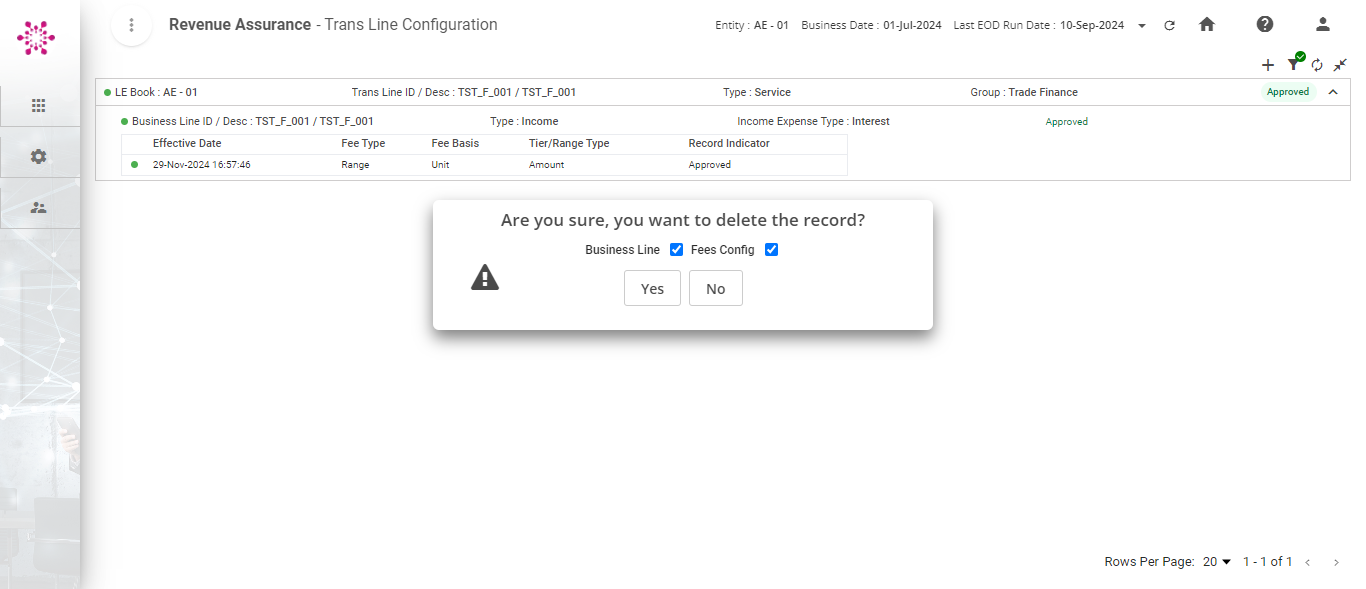 Revenue Assurance - Trans Line Configuration
Entity : AE - 01 Business Date : 01-Jul-2024 Last EOD Run Date : 10-Sep-2024
LE Book : AE - 01 Trans Line ID / Desc : TST_F_001 / TST_F_001 Type : Service Group : Trade Finance Approved
Business Line ID / Desc : TST_F_001 / TST_F_001 Type : Income Income Expense Type : Interest Approved
Effective Date Fee Type Fee Basis Tier/Range Type Record Indicator
29-Nov-2024 16:57:46 Range Unit Amount Approved
Are you sure, you want to delete the record?
Business Line Fees Config
Yes No
Rows Per Page: 20 1 - 1 of 1